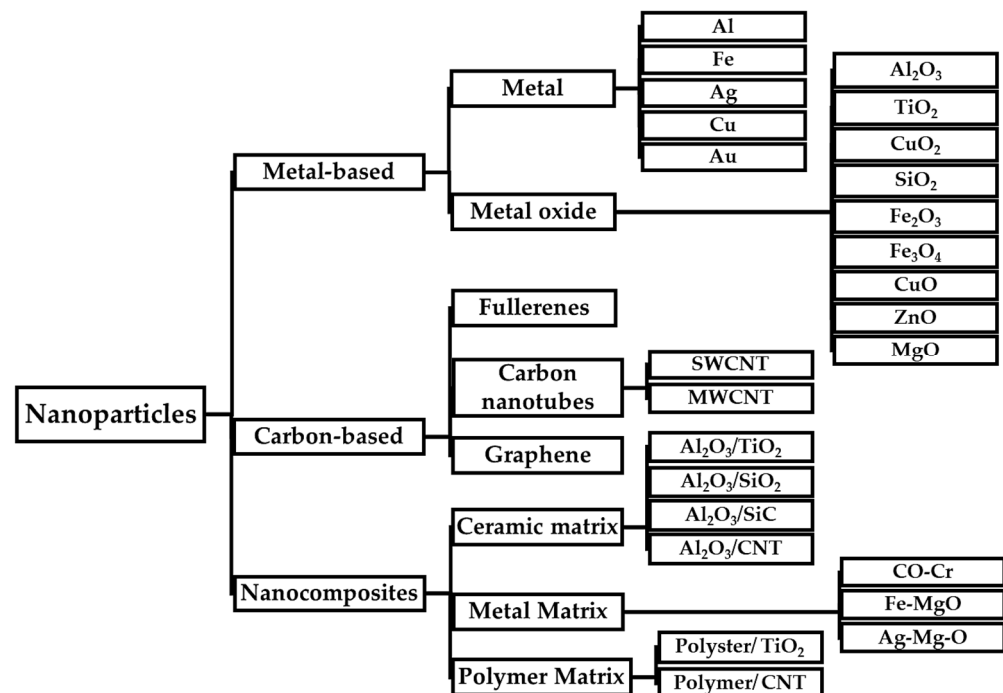 Nanoparticles
Metal-based
Metal
Al
Fe
Ag
Cu
Au
Metal oxide
Al₂O₃
TiO₂
CuO₂
SiO₂
Fe₂O₃
Fe₃O₄
CuO
ZnO
MgO
Carbon-based
Fullerenes
Carbon
nanotubes
SWCNT
MWCNT
Graphene
Nanocomposites
Ceramic matrix
Al₂O₃/TiO₂
Al₂O₃/SiO₂
Al₂O₃/SiC
Al₂O₃/CNT
Metal Matrix
CO-Cr
Fe-MgO
Ag-Mg-O
Polymer Matrix
Polyster/TiO₂
Polymer/CNT